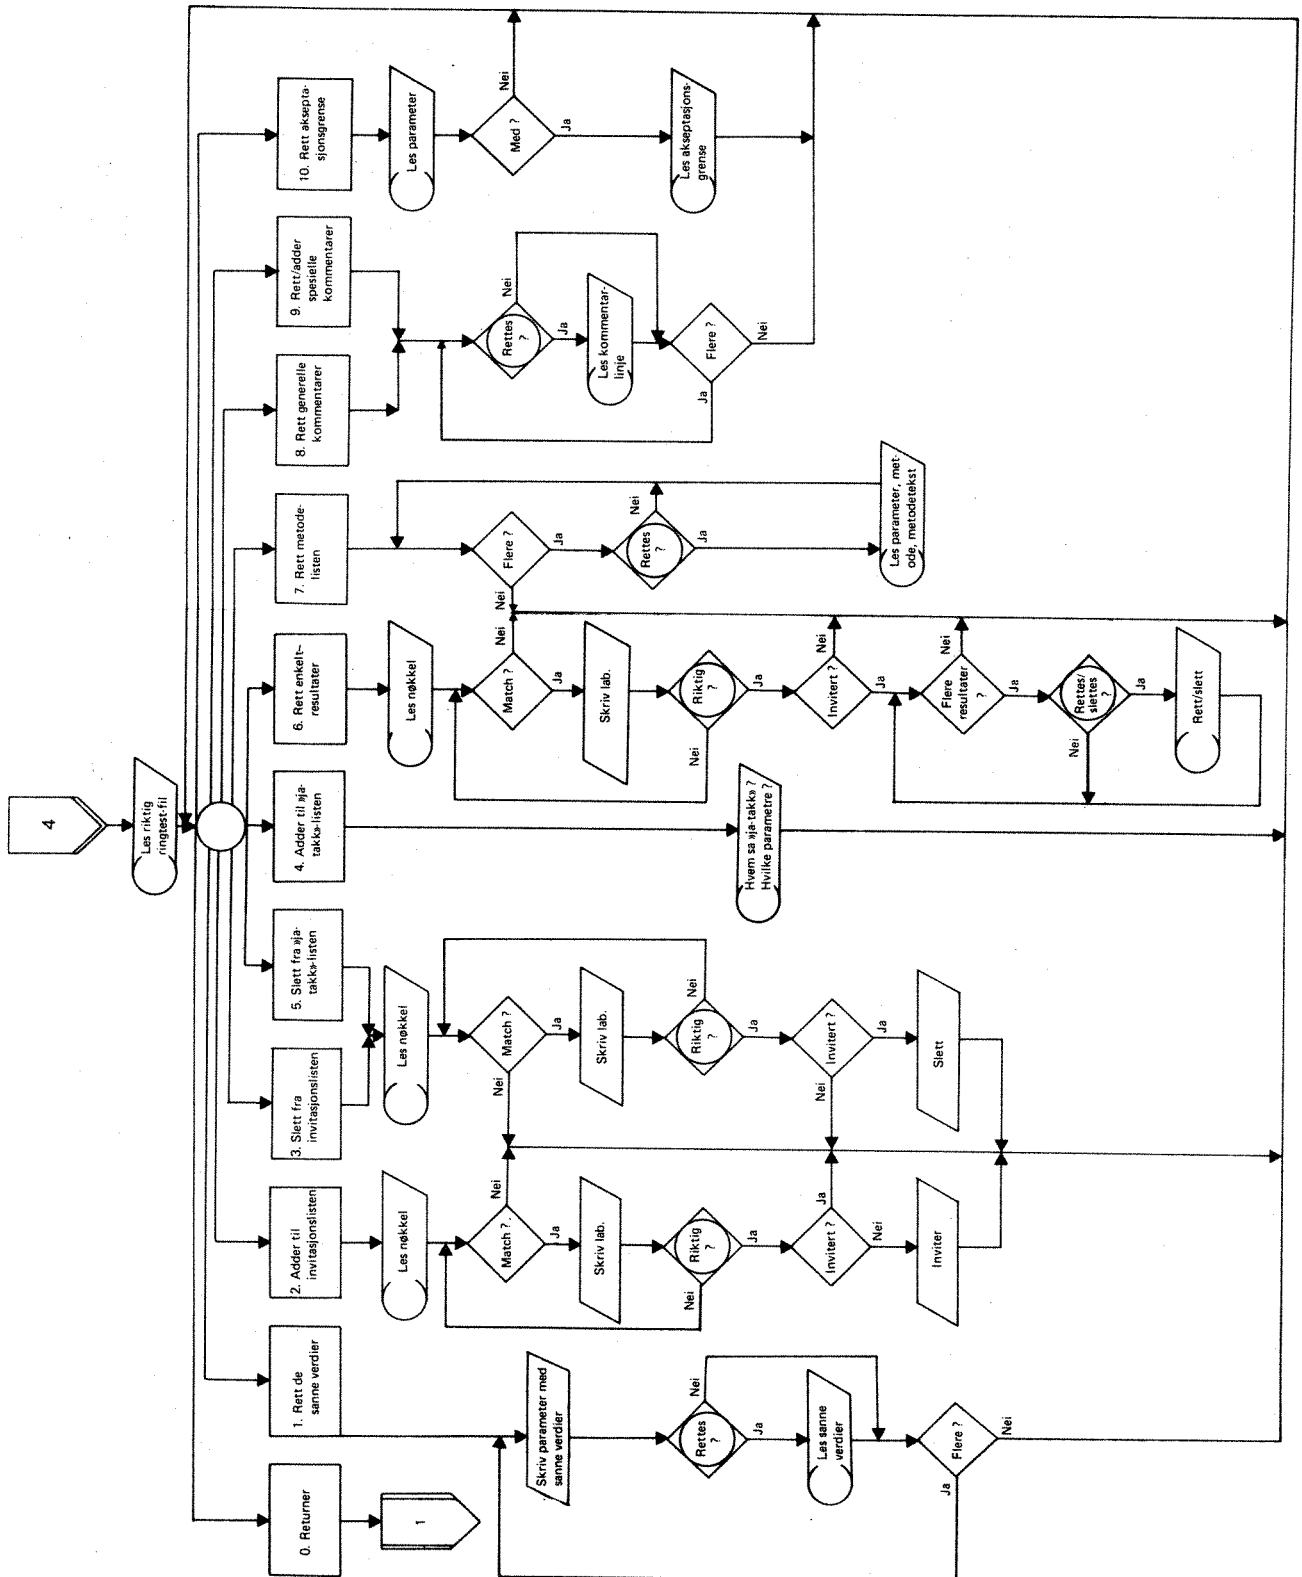 4
Les riktig
ringtest-fil
0. Returner
1
1. Rett de
sanne verdier
Skriv parameter med
sanne verdier
Rettes
?
Nei
Ja
Les sanne
verdier
Flere ?
Ja
Nei
2. Adder til
invitasjonslisten
Les nøkkel
Match ?
Nei
Ja
Skriv lab.
Riktig
?
Nei
Ja
Invitert ?
Ja
Nei
Inviter
3. Slett fra
invitasjonslisten
5. Slett fra »ja-
takk»-listen
Les nøkkel
Match ?
Nei
Ja
Skriv lab.
Riktig
?
Nei
Ja
Invitert ?
Nei
Ja
Slett
4. Adder til »ja-
takk»-listen
Hvem sa »ja-takk» ?
Hvilke parametre ?
6. Rett enkelt–
resultater
Les nøkkel
Match ?
Nei
Ja
Skriv lab.
Riktig
?
Nei
Ja
Invitert ?
Nei
Ja
Flere
resultater
?
Nei
Ja
Rettes/
slettes
?
Nei
Ja
Rett/slett
7. Rett metode-
listen
Flere ?
Nei
Ja
Rettes
?
Nei
Ja
Les parameter, met-
ode, metodetekst
8. Rett generelle
kommentarer
9. Rett/adder
spesielle
kommentarer
Rettes
?
Nei
Ja
Les kommentar-
linje
Flere ?
Ja
Nei
10. Rett aksepta-
sjonsgrense
Les parameter
Med ?
Nei
Ja
Les akseptasjons-
grense